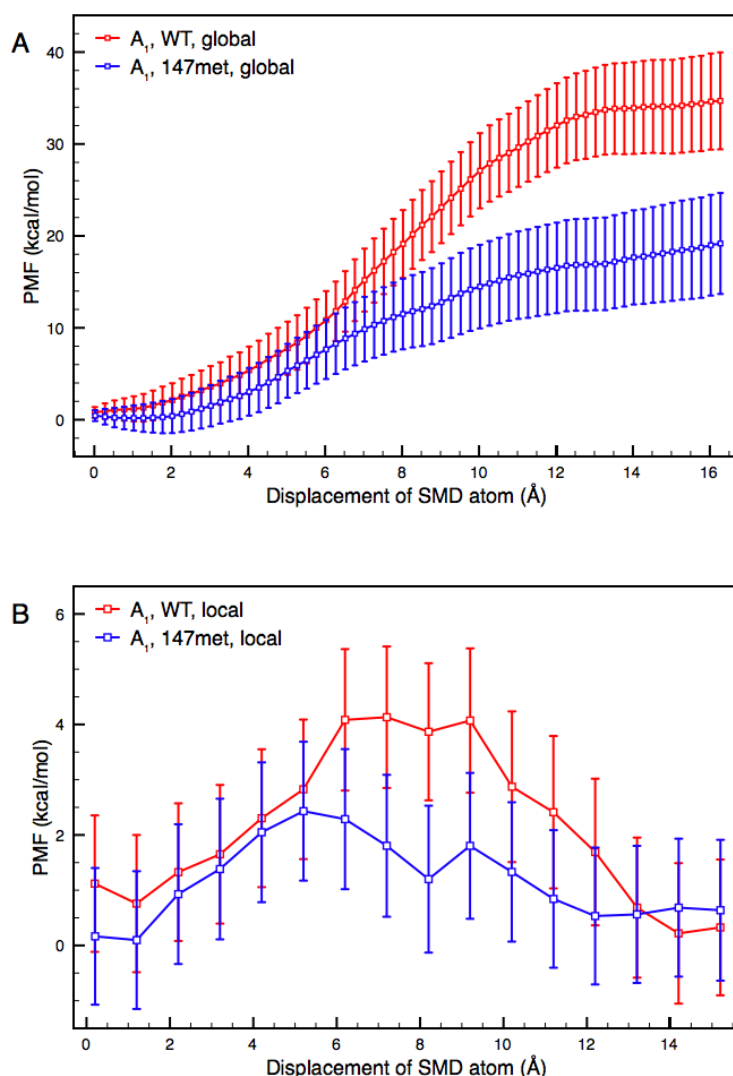 A
A₁, WT, global
A₁, 147met, global
40
30
20
10
0
PMF (kcal/mol)
0 2 4 6 8 10 12 14 16
Displacement of SMD atom (Å)
B
A₁, WT, local
A₁, 147met, local
6
4
2
0
PMF (kcal/mol)
0 2 4 6 8 10 12 14
Displacement of SMD atom (Å)